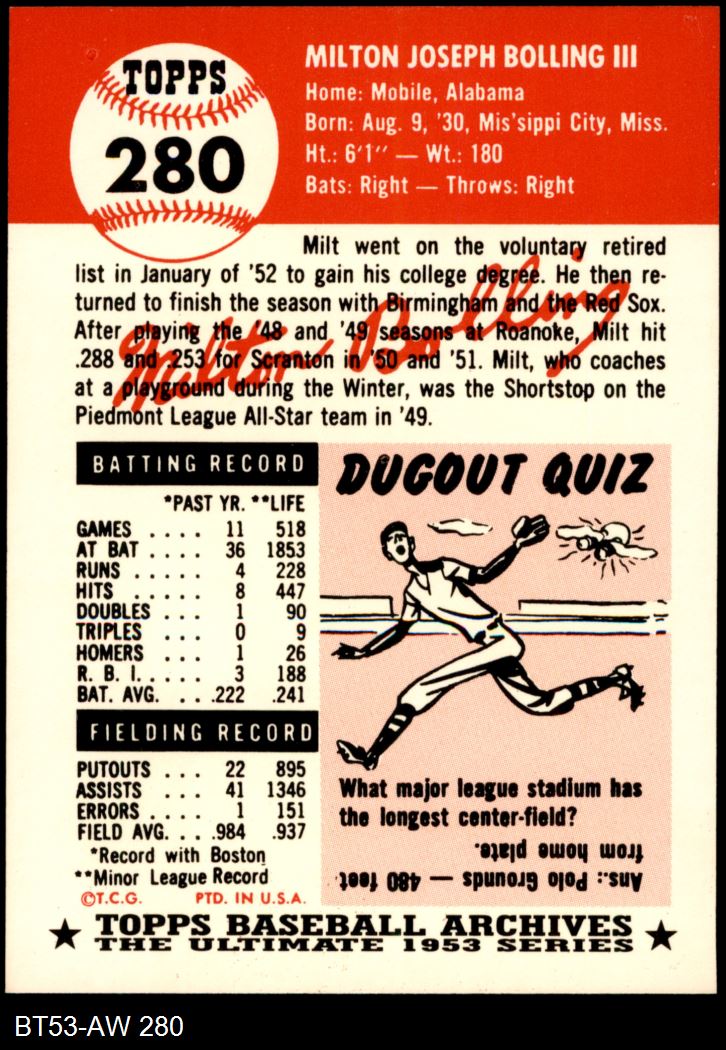 TOPPS
280
MILTON JOSEPH BOLLING III
Home: Mobile, Alabama
Born: Aug. 9, '30, Mis'sippi City, Miss.
Ht.: 6'1'' — Wt.: 180
Bats: Right — Throws: Right
Milt went on the voluntary retired
list in January of '52 to gain his college degree. He then re-
turned to finish the season with Birmingham and the Red Sox.
After playing the '48 and '49 seasons at Roanoke, Milt hit
.288 and .253 for Scranton in '50 and '51. Milt, who coaches
at a playground during the Winter, was the Shortstop on the
Piedmont League All-Star team in '49.
Milton Bolling
BATTING RECORD
*PAST YR. **LIFE
GAMES . . . . 11 518
AT BAT . . . . 36 1853
RUNS . . . . . 4 228
HITS . . . . . 8 447
DOUBLES . . . 1 90
TRIPLES . . . 0 9
HOMERS . . . 1 26
R. B. I. . . . . 3 188
BAT. AVG. . . .222 .241
FIELDING RECORD
PUTOUTS . . . 22 895
ASSISTS . . . 41 1346
ERRORS . . . . 1 151
FIELD AVG. . . .984 .937
*Record with Boston
**Minor League Record
©T.C.G. PTD. IN U.S.A.
DUGOUT QUIZ
What major league stadium has
the longest center-field?
Ans.: Polo Grounds — 480 feet
from home plate.
★ TOPPS BASEBALL ARCHIVES ★
THE ULTIMATE 1953 SERIES
BT53-AW 280